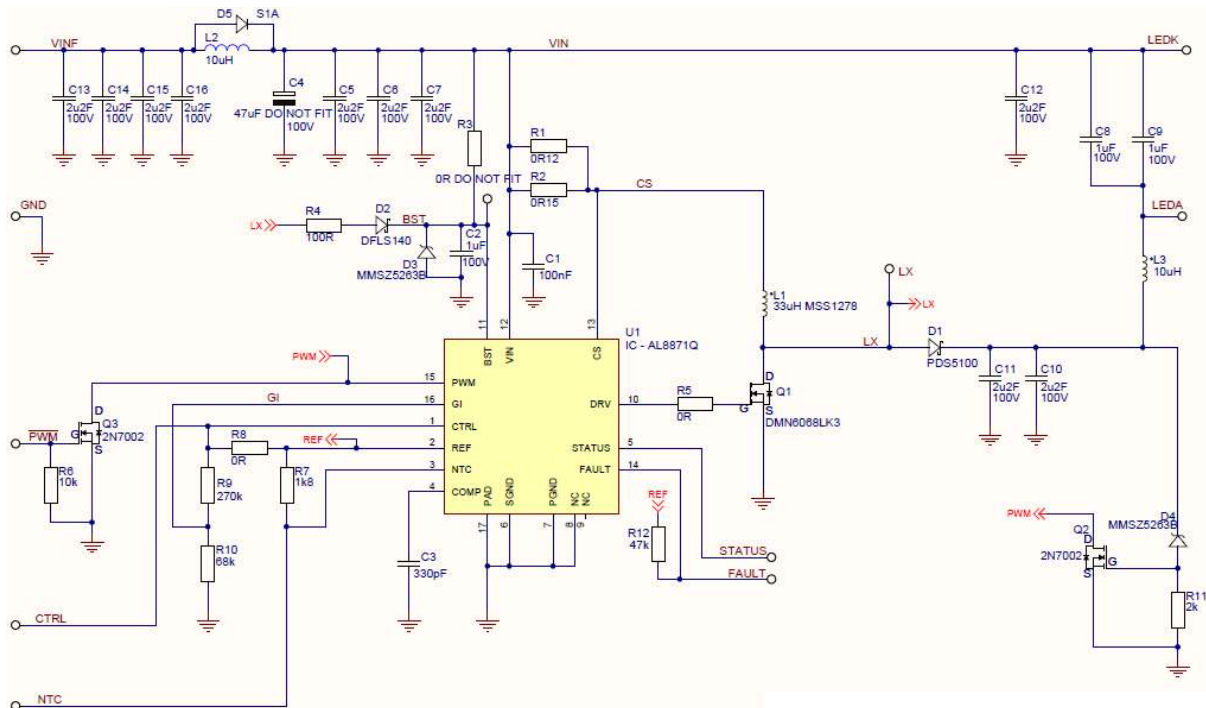 D5 S1A
VINF
L2
10uH
VIN
LEDK
C13
2u2F
100V
C14
2u2F
100V
C15
2u2F
100V
C16
2u2F
100V
C4
47uF DO NOT FIT
100V
C5
2u2F
100V
C6
2u2F
100V
C7
2u2F
100V
R3
0R DO NOT FIT
R1
0R12
R2
0R15
CS
C12
2u2F
100V
C8
1uF
100V
C9
1uF
100V
GND
LEDA
LX
R4
100R
D2
DFLS140
BST
D3
MMSZ5263B
C2
1uF
100V
C1
100nF
*L3
10uH
LX
LX
*L1
33uH MSS1278
11
12
13
U1
IC - AL8871Q
BST
VIN
CS
LX
D1
PDS5100
PWM
15
PWM
GI
16
GI
1
CTRL
2
REF
3
NTC
4
COMP
DRV
10
STATUS
5
FAULT
14
PAD
SGND
PGND
NC
NC
17
6
7
8
9
R5
0R
D
G
S
Q1
DMN6068LK3
C11
2u2F
100V
C10
2u2F
100V
PWM
D
G
S
Q3
2N7002
R6
10k
R8
0R
REF
R9
270k
R7
1k8
R10
68k
C3
330pF
REF
R12
47k
STATUS
FAULT
PWM
Q2
2N7002
D
S
G
D4
MMSZ5263B
R11
2k
CTRL
NTC